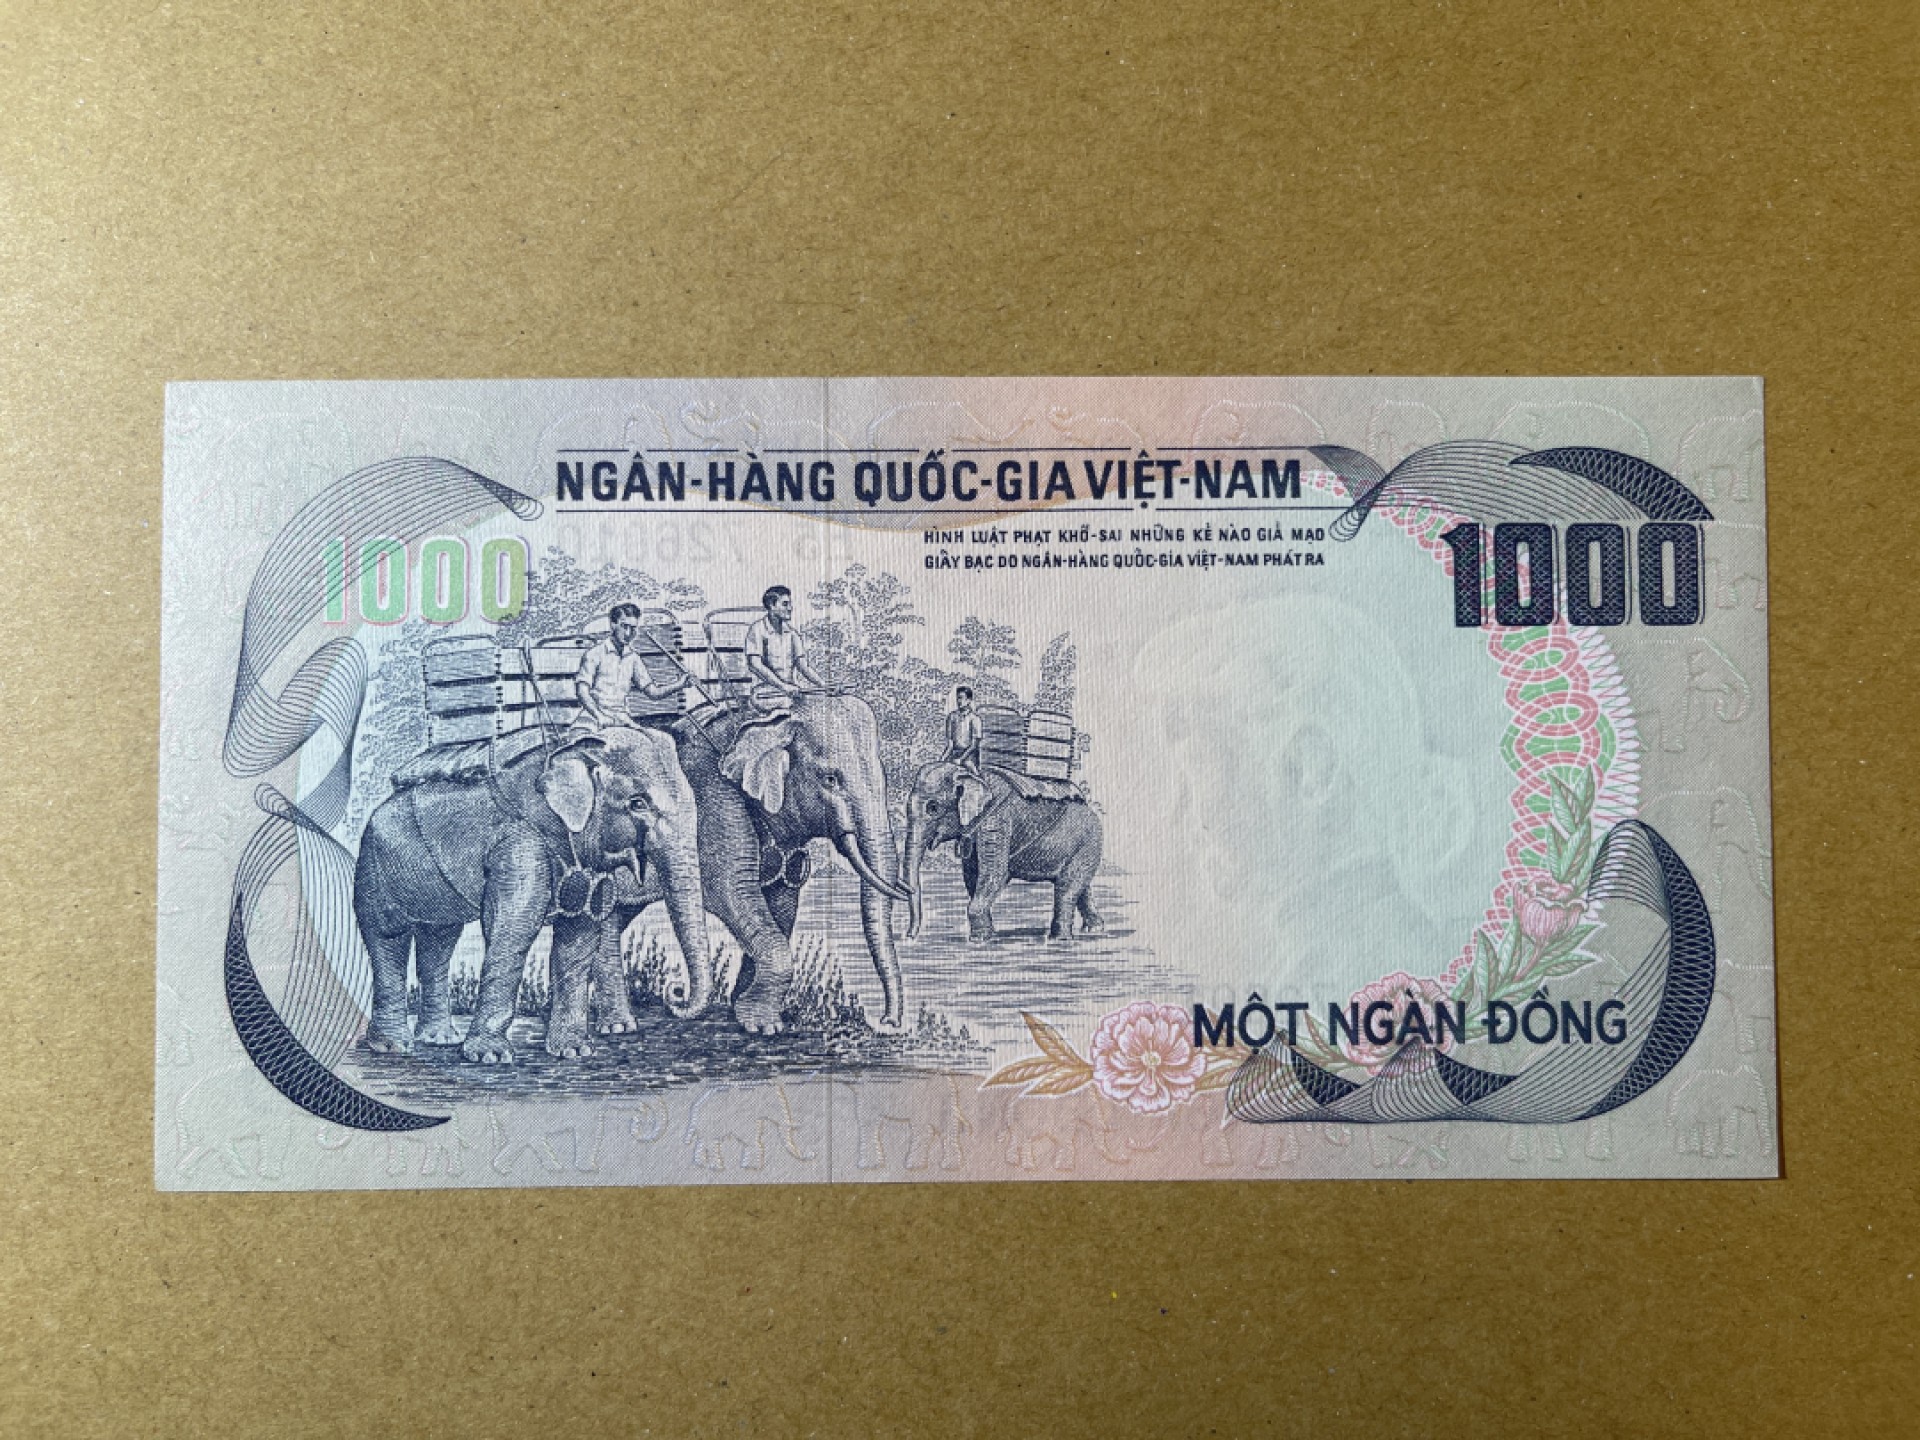 NGÂN-HÀNG QUỐC-GIA VIỆT-NAM
HÌNH LUẬT PHẠT KHỔ-SAI NHỮNG KẺ NÀO GIẢ MẠO
GIẤY BẠC DO NGÂN-HÀNG QUỐC-GIA VIỆT-NAM PHÁT RA
1000
1000
MỘT NGÀN ĐỒNG